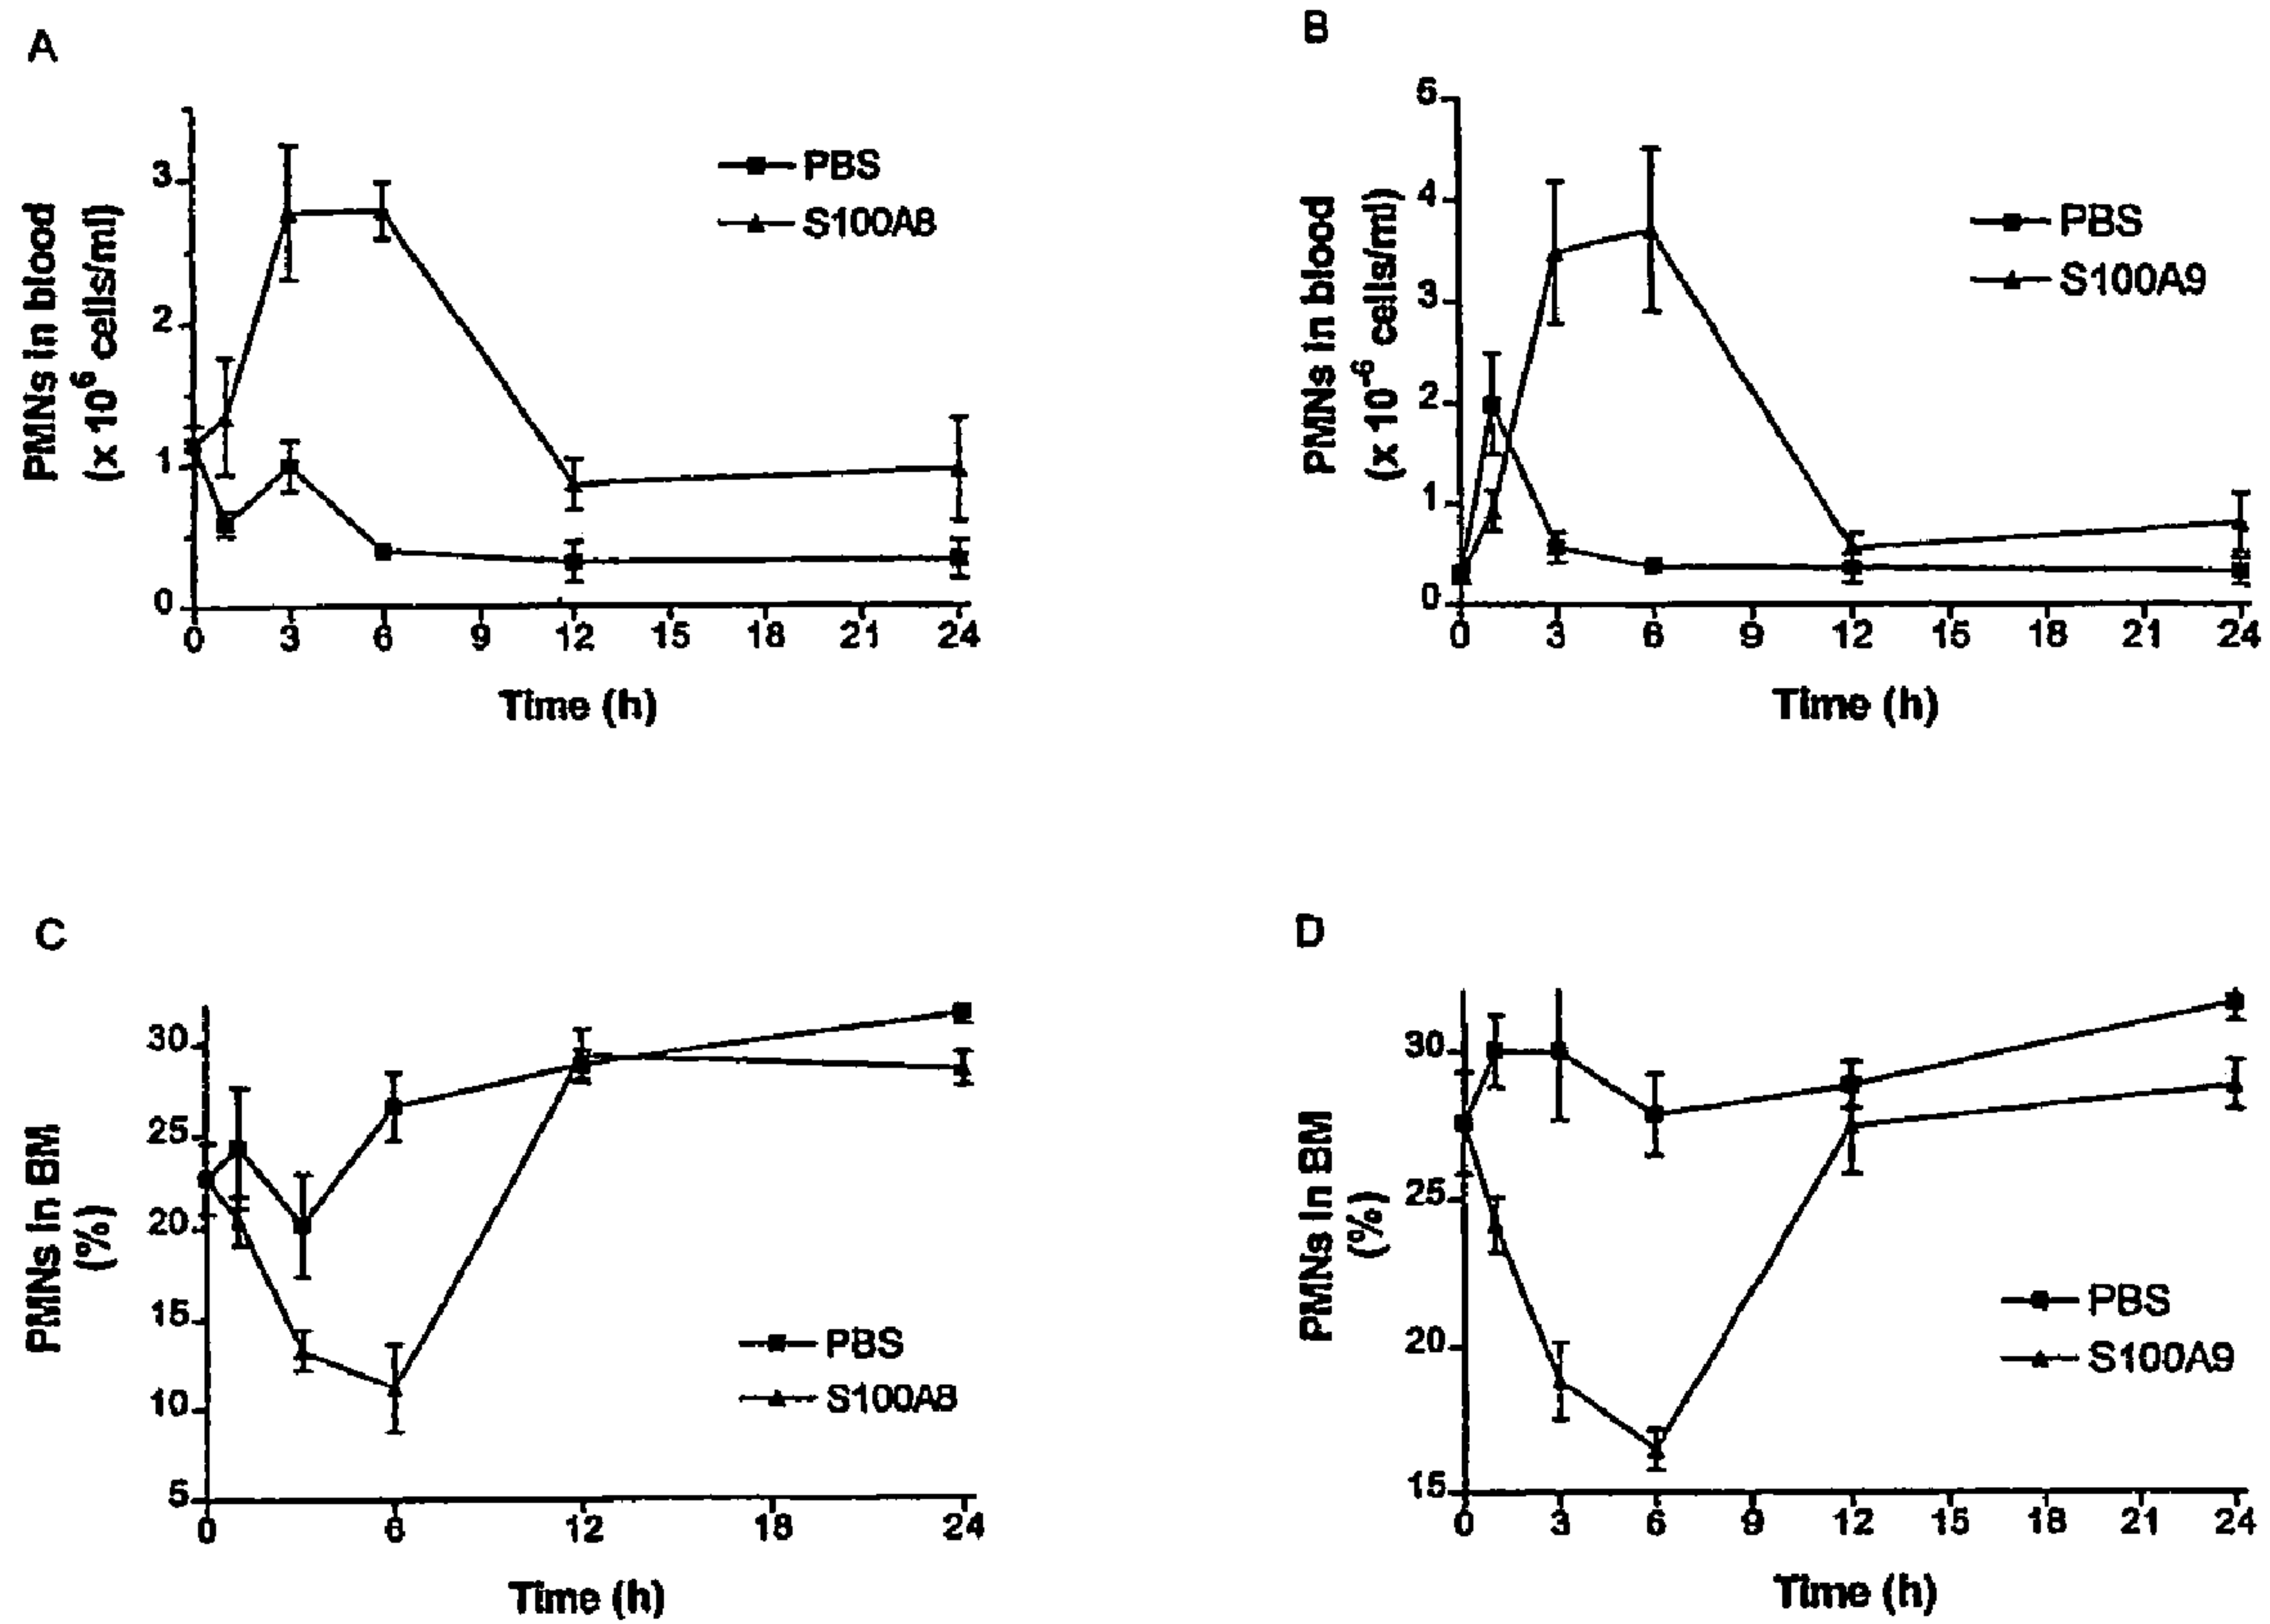 A
PMNs in blood
(x 10⁶ cells/ml)
3
2
1
0
0 3 6 9 12 15 18 21 24
Time (h)
PBS
S100A8
B
PMNs in blood
(x 10⁻⁶ cells/ml)
5
4
3
2
1
0
0 3 6 9 12 15 18 21 24
Time (h)
PBS
S100A9
C
PMNs in BM
(%)
30
25
20
15
10
5
0 6 12 18 24
Time (h)
PBS
S100A8
D
PMNs in BM
(%)
30
25
20
15
0 3 6 9 12 15 18 21 24
Time (h)
PBS
S100A9